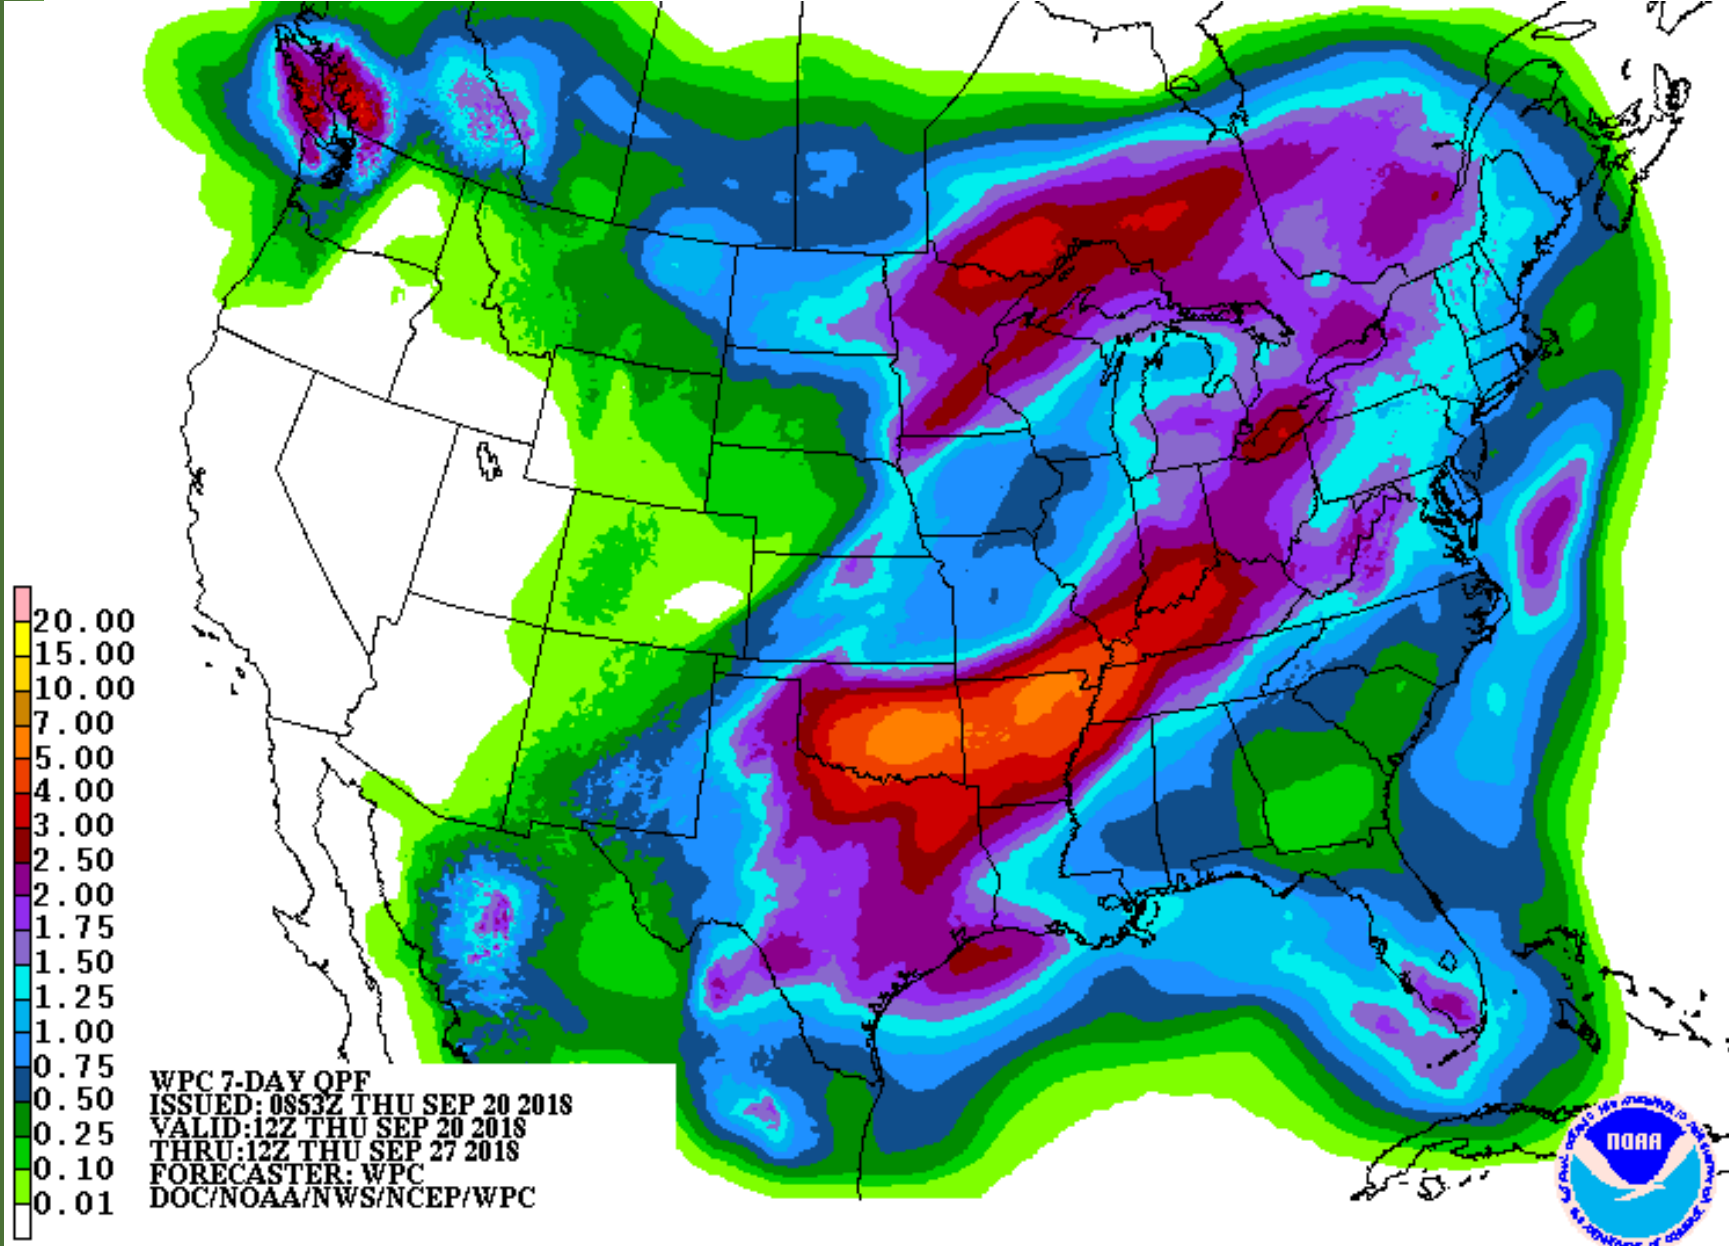 20.00
15.00
10.00
7.00
5.00
4.00
3.00
2.50
2.00
1.75
1.50
1.25
1.00
0.75
0.50
0.25
0.10
0.01
WPC 7-DAY QPF
ISSUED: 0853Z THU SEP 20 2018
VALID:12Z THU SEP 20 2018
THRU:12Z THU SEP 27 2018
FORECASTER: WPC
DOC/NOAA/NWS/NCEP/WPC
NOAA